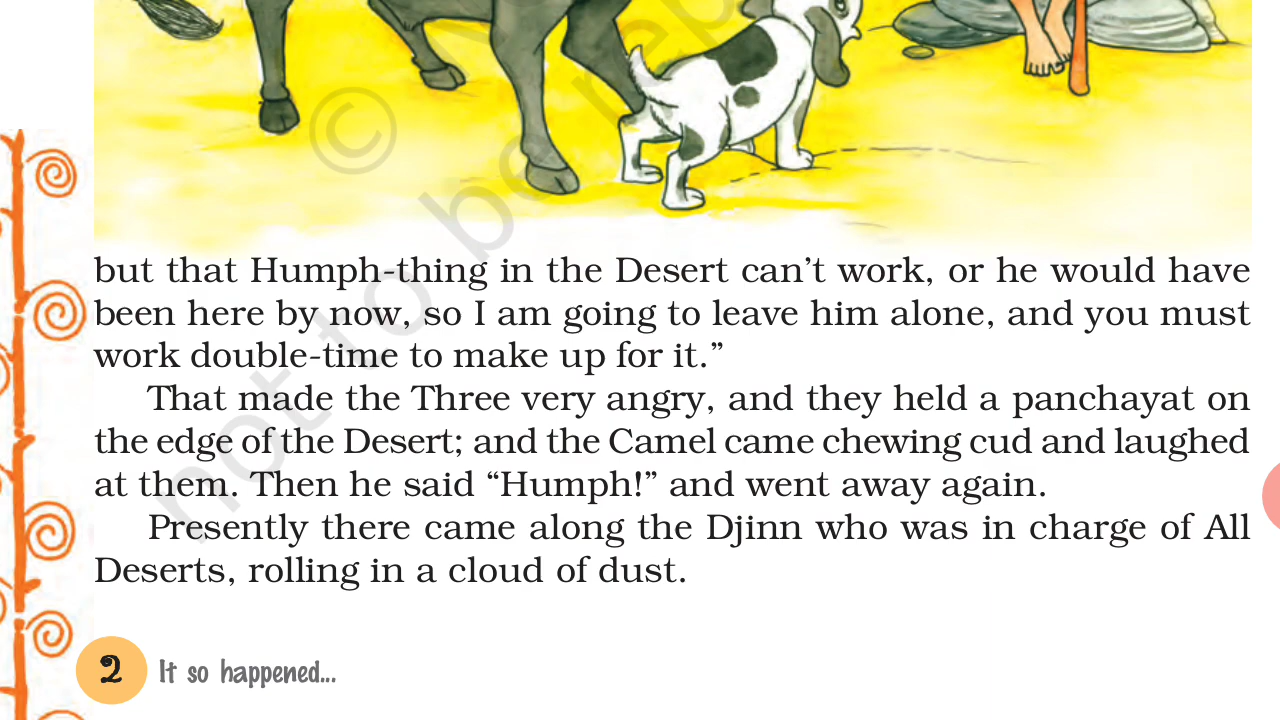 but that Humph-thing in the Desert can’t work, or he would have
been here by now, so I am going to leave him alone, and you must
work double-time to make up for it.”
That made the Three very angry, and they held a panchayat on
the edge of the Desert; and the Camel came chewing cud and laughed
at them. Then he said “Humph!” and went away again.
Presently there came along the Djinn who was in charge of All
Deserts, rolling in a cloud of dust.
2 It so happened...
© N
not to be rep